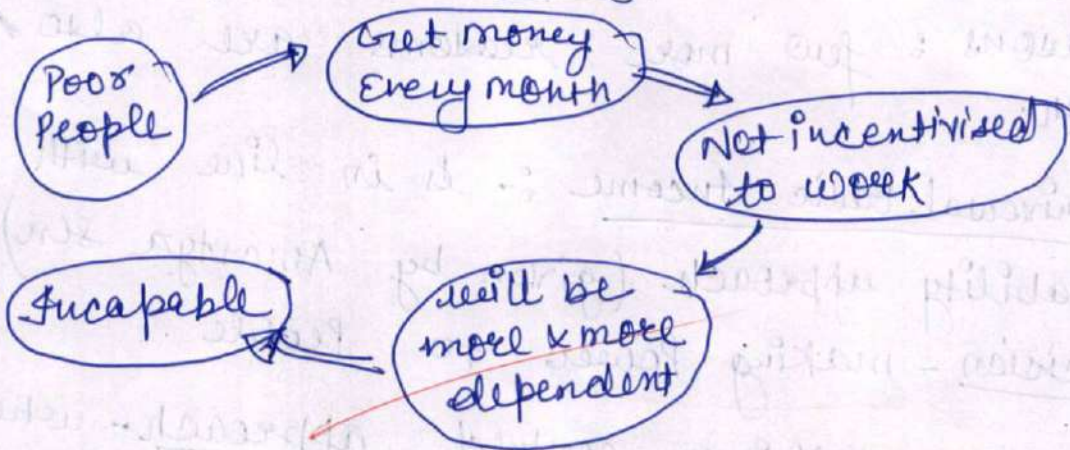 Poor
People
Get money
Every month
Not incentivised
to work
will be
more & more
dependent
Incapable